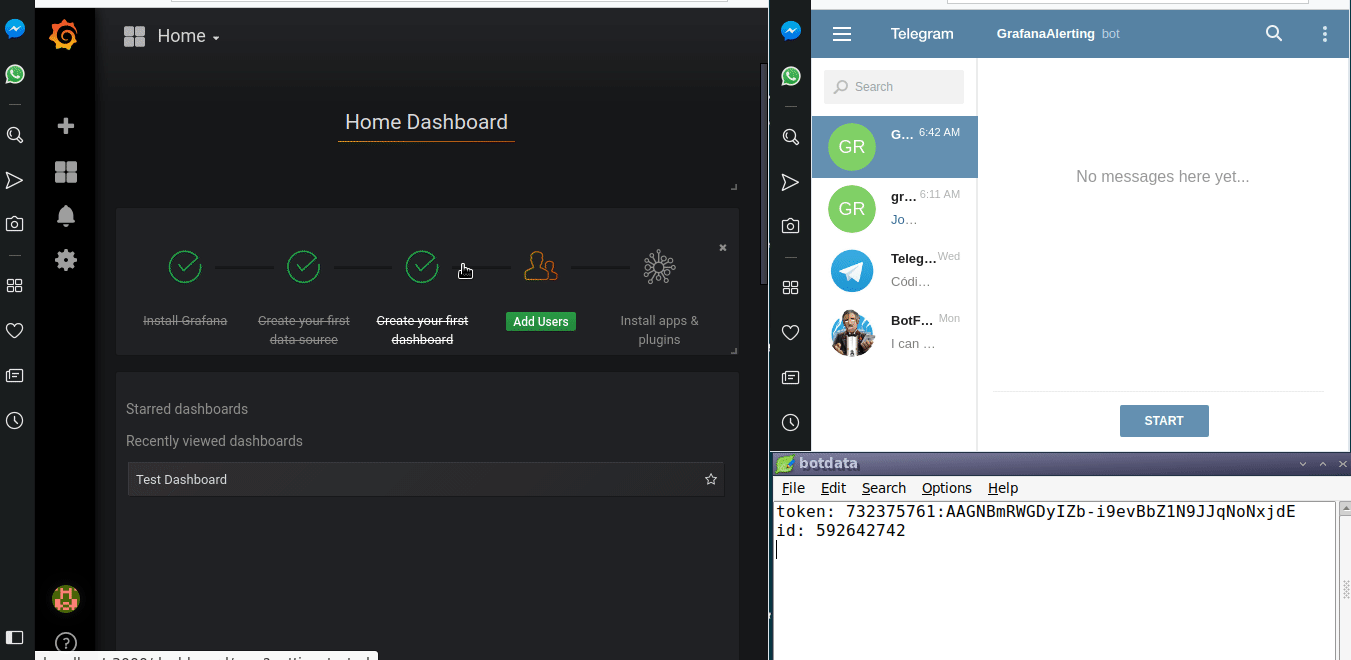 Home
Home Dashboard
Install Grafana
Create your first
data source
Create your first
dashboard
Add Users
Install apps &
plugins
Starred dashboards
Recently viewed dashboards
Test Dashboard
Telegram
GrafanaAlerting bot
Search
GR
G... 6:42 AM
GR
gr... 6:11 AM
Jo...
Teleg... Wed
Códi...
BotF... Mon
I can ...
No messages here yet...
START
botdata
File Edit Search Options Help
token: 732375761:AAGNBmRWGDyIZb-i9evBbZ1N9JJqNoNxjdE
id: 592642742